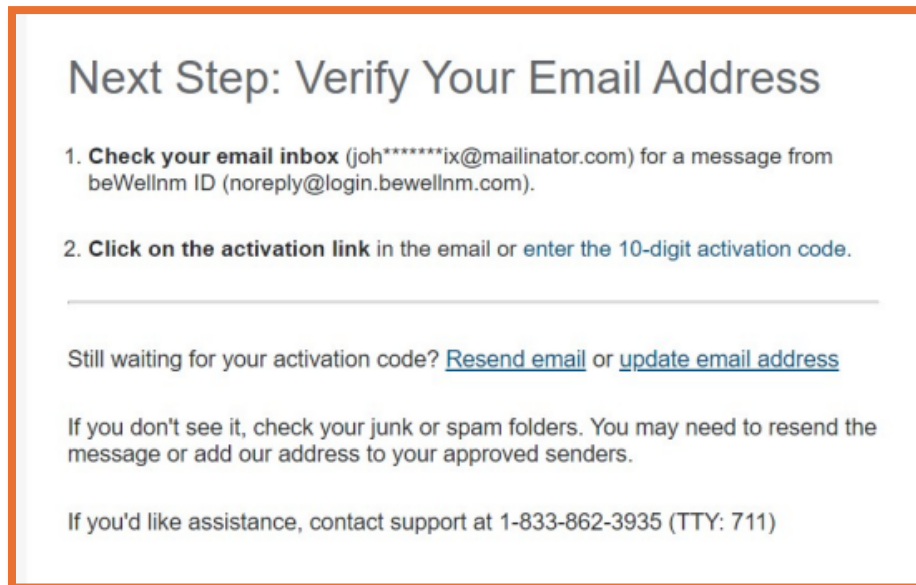 Next Step: Verify Your Email Address
1. Check your email inbox (joh*******ix@mailinator.com) for a message from
beWellnm ID (noreply@login.bewellnm.com).
2. Click on the activation link in the email or enter the 10-digit activation code.
Still waiting for your activation code? Resend email or update email address
If you don't see it, check your junk or spam folders. You may need to resend the
message or add our address to your approved senders.
If you'd like assistance, contact support at 1-833-862-3935 (TTY: 711)